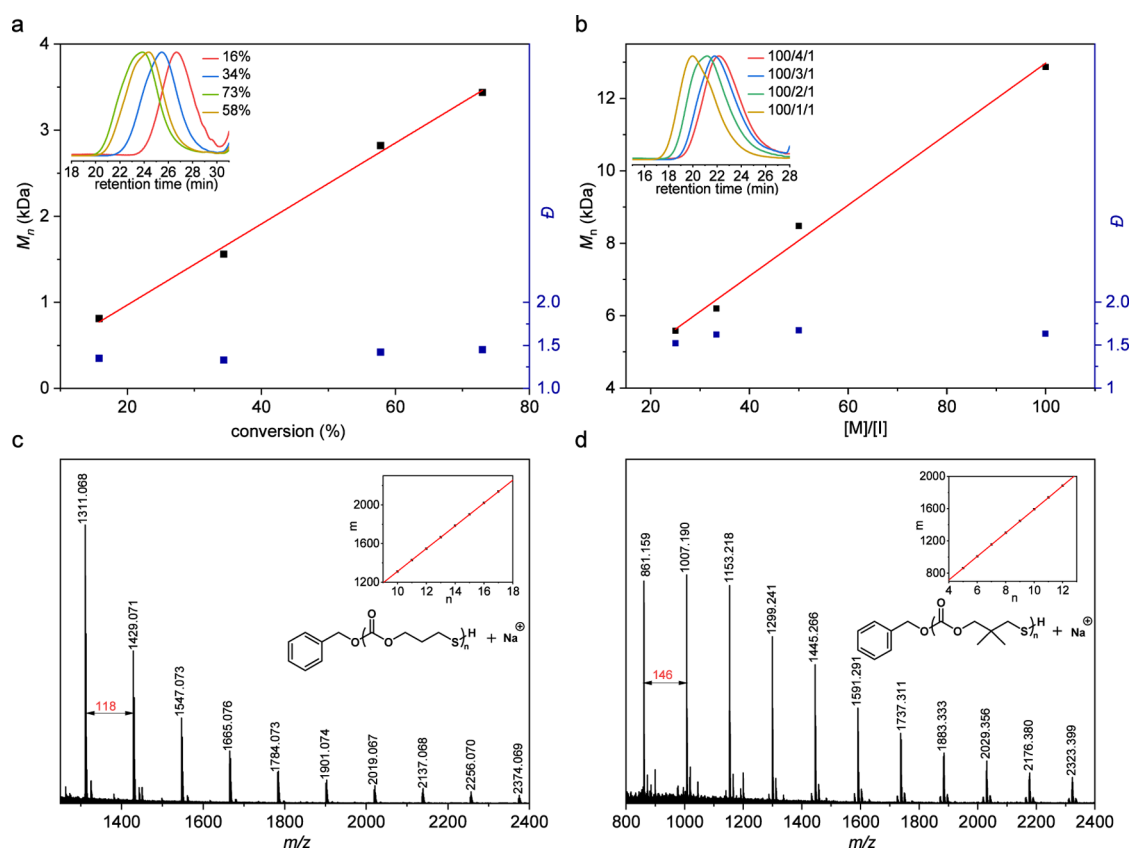 a
4
3
2
1
0
M_n (kDa)
16%
34%
73%
58%
18 20 22 24 26 28 30
retention time (min)
Đ
2.0
1.5
1.0
20 40 60 80
conversion (%)
b
12
10
8
6
4
M_n (kDa)
100/4/1
100/3/1
100/2/1
100/1/1
16 18 20 22 24 26 28
retention time (min)
Đ
2.0
1.5
1.0
20 40 60 80 100
[M]/[I]
c
1311.068
1429.071
1547.073
1665.076
1784.073
1901.074
2019.067
2137.068
2256.070
2374.069
118
2000
1600
1200
m
10 12 14 16 18
n
O
O
O
S
H
n
+ Na⊕
1400 1600 1800 2000 2200 2400
m/z
d
861.159
1007.190
1153.218
1299.241
1445.266
1591.291
1737.311
1883.333
2029.356
2176.380
2323.399
146
2000
1600
1200
800
m
4 6 8 10 12
n
O
O
O
S
H
n
+ Na⊕
800 1000 1200 1400 1600 1800 2000 2200 2400
m/z